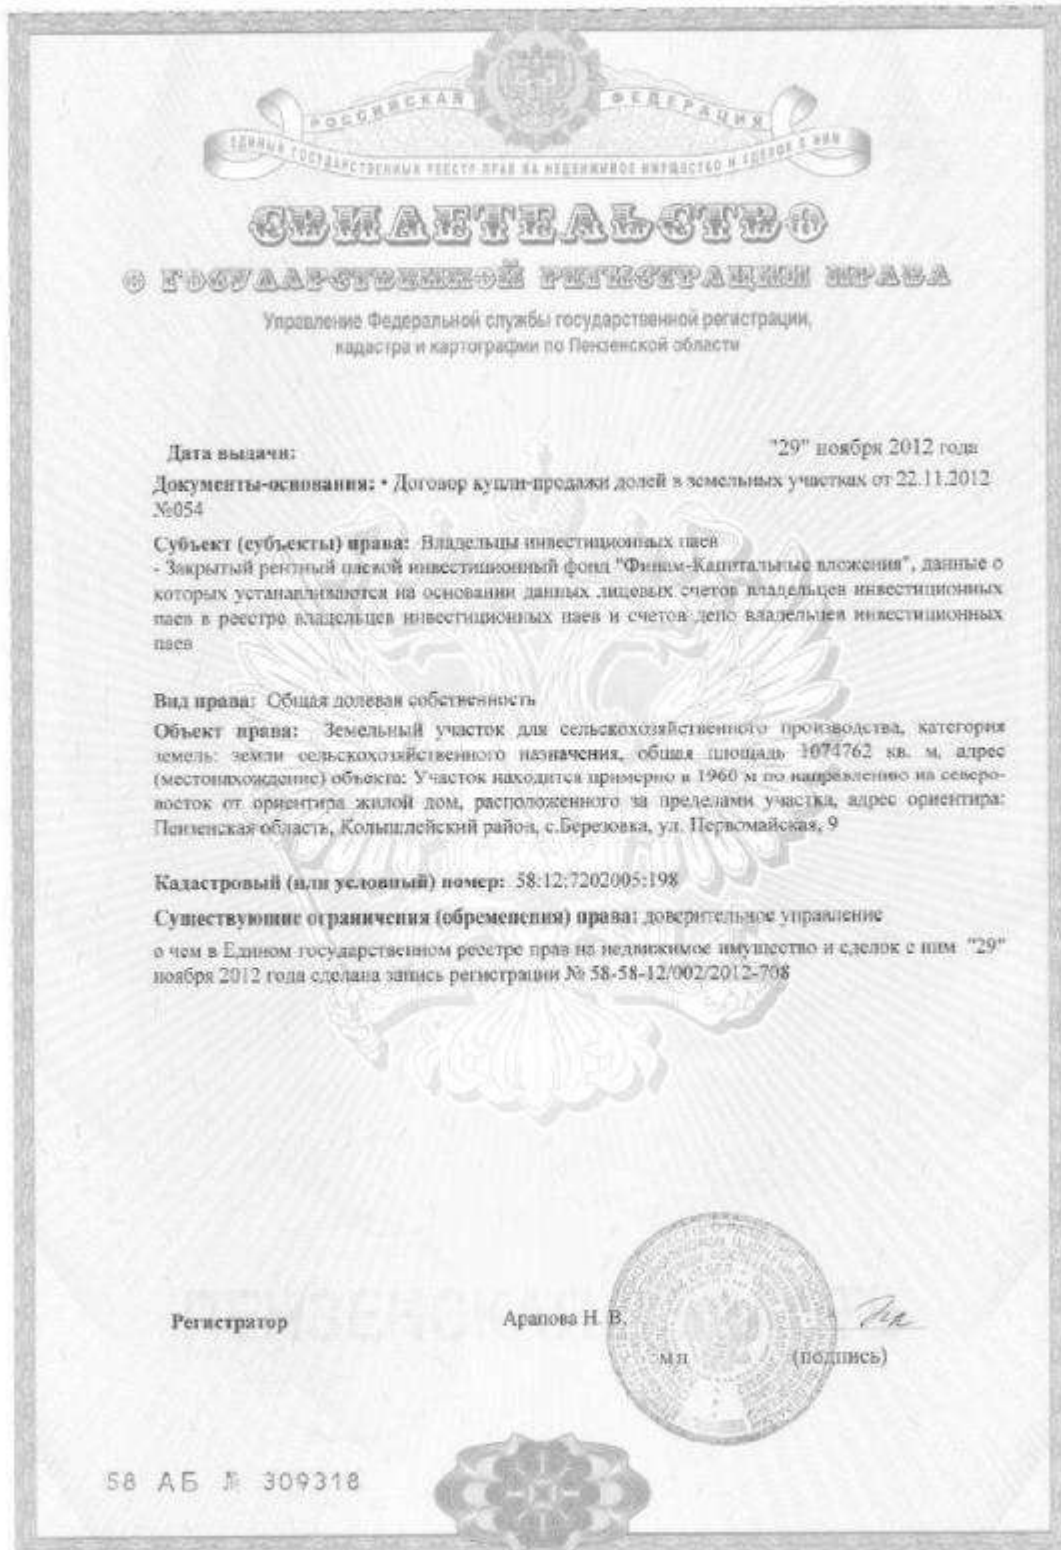 РОССИЙСКАЯ ФЕДЕРАЦИЯ
ЕДИНЫЙ ГОСУДАРСТВЕННЫЙ РЕЕСТР ПРАВ НА НЕДВИЖИМОЕ ИМУЩЕСТВО И СДЕЛОК С НИМ
СВИДЕТЕЛЬСТВО
О ГОСУДАРСТВЕННОЙ РЕГИСТРАЦИИ ПРАВА
Управление Федеральной службы государственной регистрации,
кадастра и картографии по Пензенской области
Дата выдачи: "29" ноября 2012 года
Документы-основания: • Договор купли-продажи долей в земельных участках от 22.11.2012
№054
Субъект (субъекты) права: Владельцы инвестиционных паев
- Закрытый рентный паевой инвестиционный фонд "Финам-Капитальные вложения", данные о
которых устанавливаются на основании данных лицевых счетов владельцев инвестиционных
паев в реестре владельцев инвестиционных паев и счетов депо владельцев инвестиционных
паев
Вид права: Общая долевая собственность
Объект права: Земельный участок для сельскохозяйственного производства, категория
земель: земли сельскохозяйственного назначения, общая площадь 1074762 кв. м, адрес
(местонахождение) объекта: Участок находится примерно в 1960 м по направлению на северо-
восток от ориентира жилой дом, расположенного за пределами участка, адрес ориентира:
Пензенская область, Колышлейский район, с.Березовка, ул. Первомайская, 9
Кадастровый (или условный) номер: 58:12:7202005:198
Существующие ограничения (обременения) права: доверительное управление
о чем в Едином государственном реестре прав на недвижимое имущество и сделок с ним "29"
ноября 2012 года сделана запись регистрации № 58-58-12/002/2012-708
Регистратор Арапова Н. В.
м п (подпись)
58 АБ № 309318